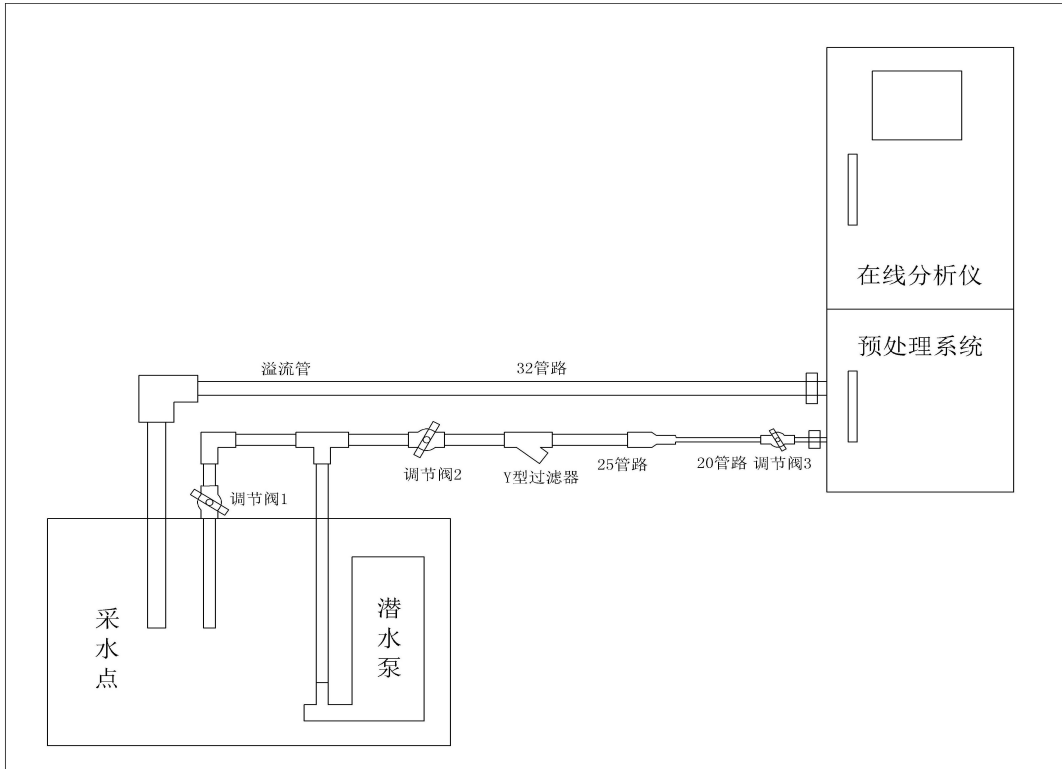 在线分析仪
预处理系统
溢流管
32管路
调节阀2
Y型过滤器
25管路
20管路
调节阀3
调节阀1
采水点
潜水泵